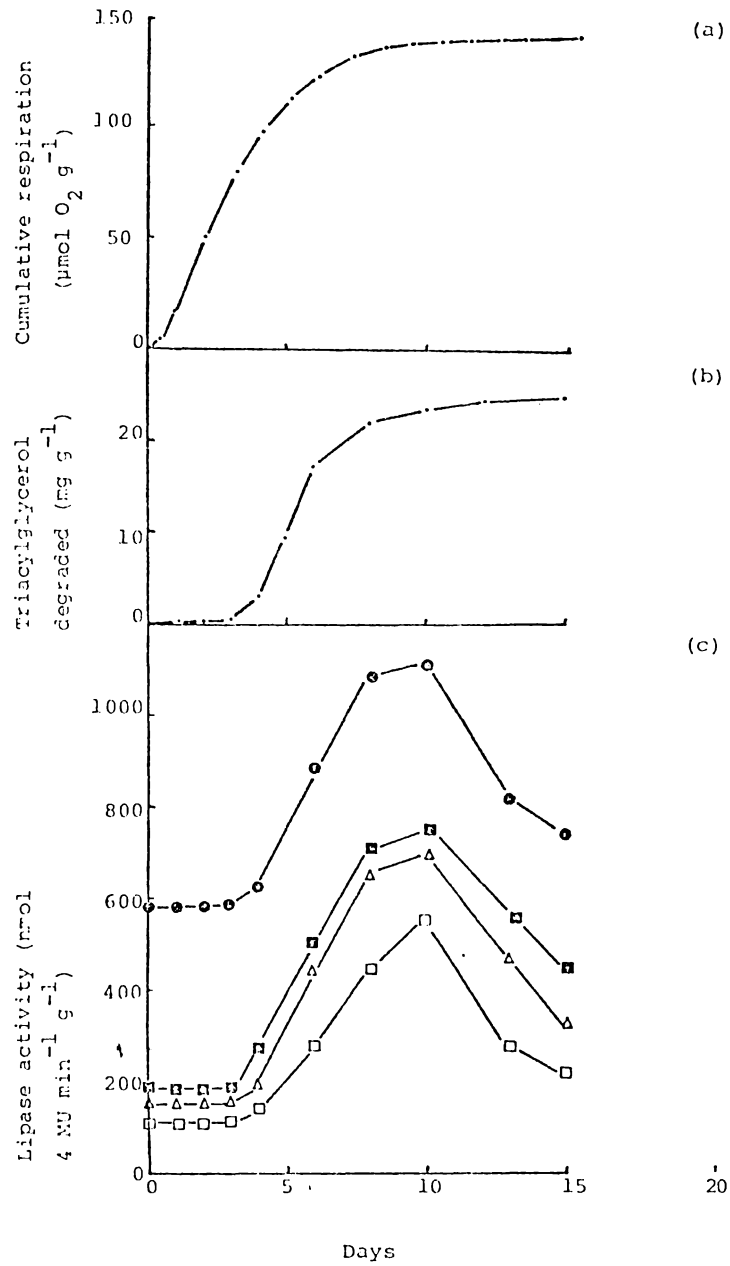 (a)
150
100
50
0
Cumulative respiration
(μmol O2 g−1)
(b)
20
10
0
Triacylglycerol
degraded (mg g−1)
(c)
1000
800
600
400
200
0
Lipase activity (nmol
4 MU min−1 g−1)
0 5 10 15 20
Days